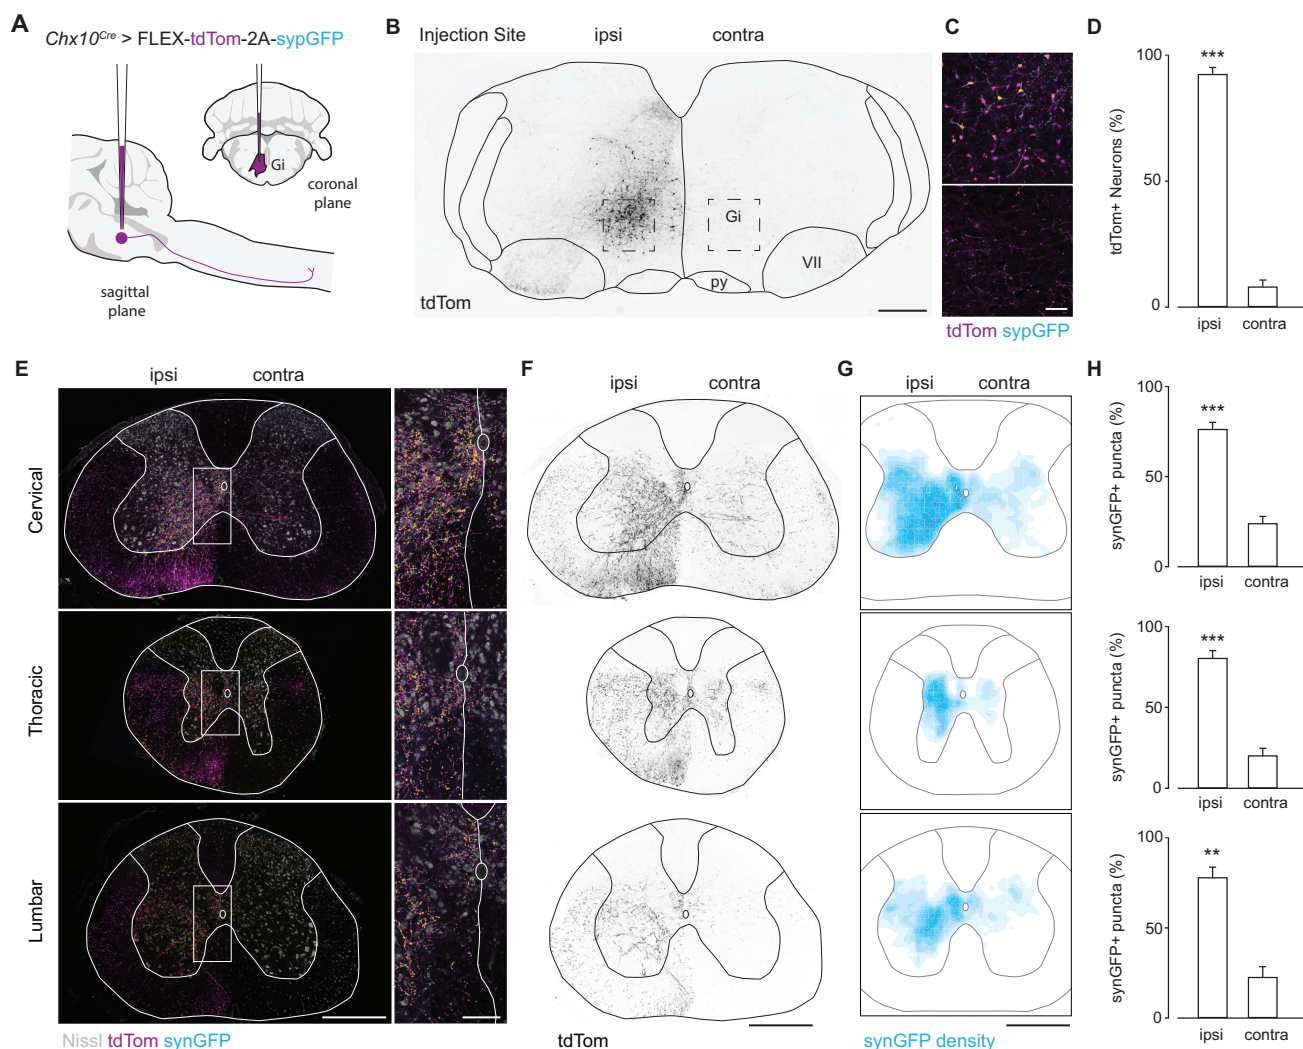 A
Chx10Cre > FLEX-tdTom-2A-sypGFP
Gi
coronal
plane
sagittal
plane
B
Injection Site ipsi contra
Gi
VII
py
tdTom
C
tdTom sypGFP
D
tdTom+ Neurons (%)
100
50
0
***
ipsi contra
E
ipsi contra
Cervical
Thoracic
Lumbar
Nissl tdTom synGFP
F
ipsi contra
tdTom
G
ipsi contra
synGFP density
H
synGFP+ puncta (%)
100
50
0
***
ipsi contra
synGFP+ puncta (%)
100
50
0
***
ipsi contra
synGFP+ puncta (%)
100
50
0
**
ipsi contra